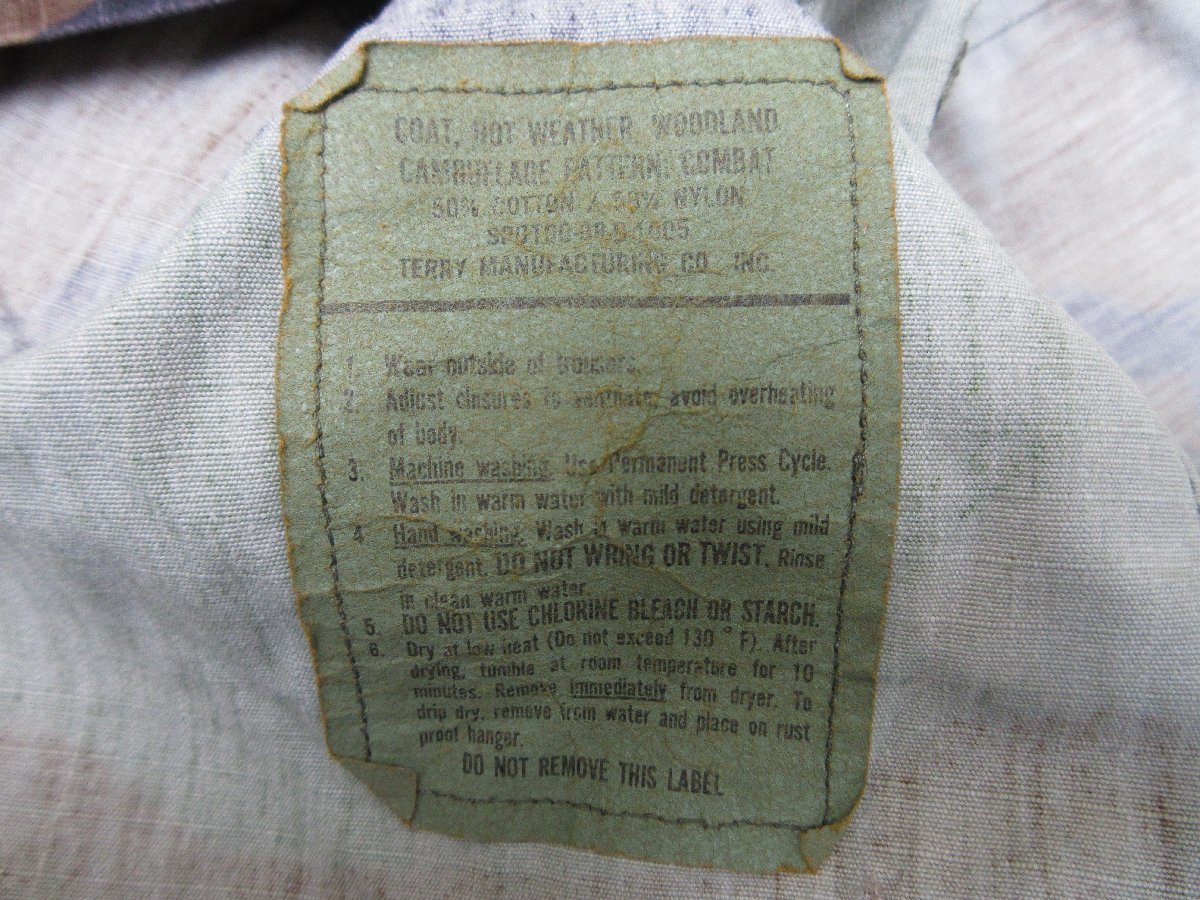 COAT, HOT WEATHER, WOODLAND
CAMOUFLAGE PATTERN: COMBAT
50% COTTON & 50% NYLON
TERRY MANUFACTURING CO., INC.
1. Wear outside of trousers.
2. Adjust closures to ventilate, avoid overheating
of body.
3. Machine washing. Use Permanent Press Cycle.
Wash in warm water with mild detergent.
4. Hand washing. Wash in warm water using mild
detergent. DO NOT WRING OR TWIST. Rinse
in clean warm water.
5. DO NOT USE CHLORINE BLEACH OR STARCH.
6. Dry at low heat (Do not exceed 130° F). After
drying, tumble at room temperature for 10
minutes. Remove immediately from dryer. To
drip dry, remove from water and place on rust
proof hanger.
DO NOT REMOVE THIS LABEL